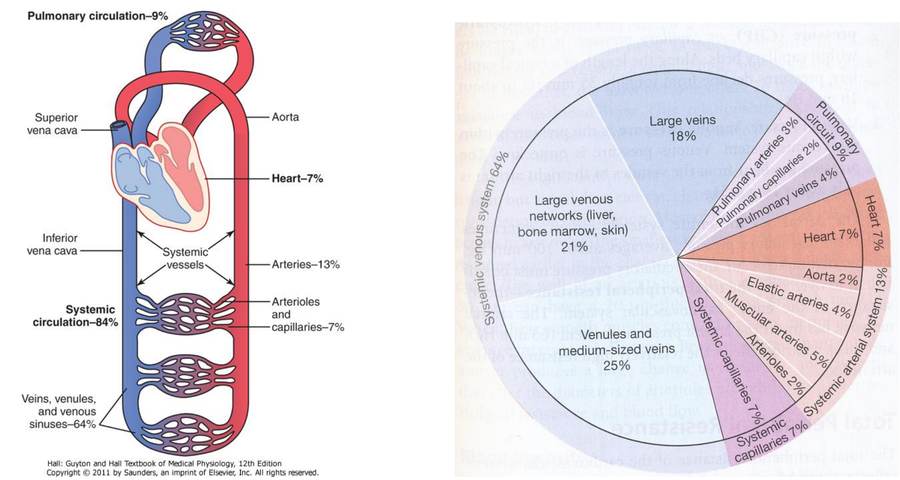 Pulmonary circulation–9%
Superior
vena cava
Aorta
Heart–7%
Inferior
vena cava
Systemic
vessels
Arteries–13%
Systemic
circulation–84%
Arterioles
and
capillaries–7%
Veins, venules,
and venous
sinuses–64%
Hall: Guyton and Hall Textbook of Medical Physiology, 12th Edition
Copyright © 2011 by Saunders, an imprint of Elsevier, Inc. All rights reserved.
Systemic venous system 64%
Large veins
18%
Large venous
networks (liver,
bone marrow, skin)
21%
Venules and
medium-sized veins
25%
Pulmonary arteries 3%
Pulmonary capillaries 2%
Pulmonary veins 4%
Pulmonary
circuit 9%
Heart 7%
Heart 7%
Aorta 2%
Elastic arteries 4%
Muscular arteries 5%
Arterioles 2%
Systemic arterial system 13%
Systemic capillaries 7%
Systemic
capillaries 7%